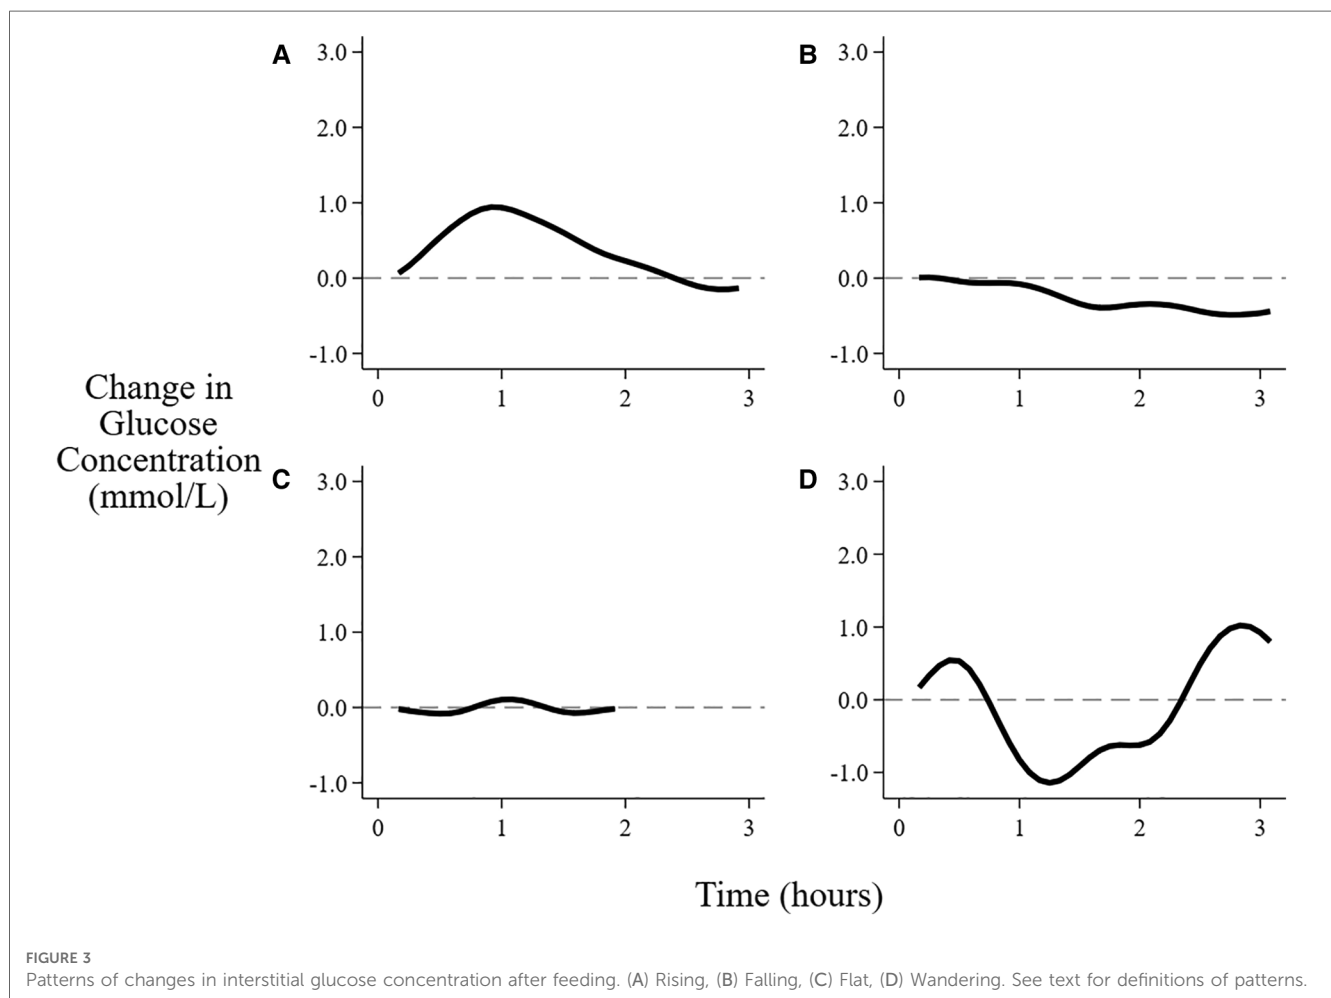 A
3.0
2.0
1.0
0.0
-1.0
0 1 2 3
B
3.0
2.0
1.0
0.0
-1.0
0 1 2 3
Change in
Glucose
Concentration
(mmol/L)
C
3.0
2.0
1.0
0.0
-1.0
0 1 2 3
D
3.0
2.0
1.0
0.0
-1.0
0 1 2 3
Time (hours)
FIGURE 3
Patterns of changes in interstitial glucose concentration after feeding. (A) Rising, (B) Falling, (C) Flat, (D) Wandering. See text for definitions of patterns.